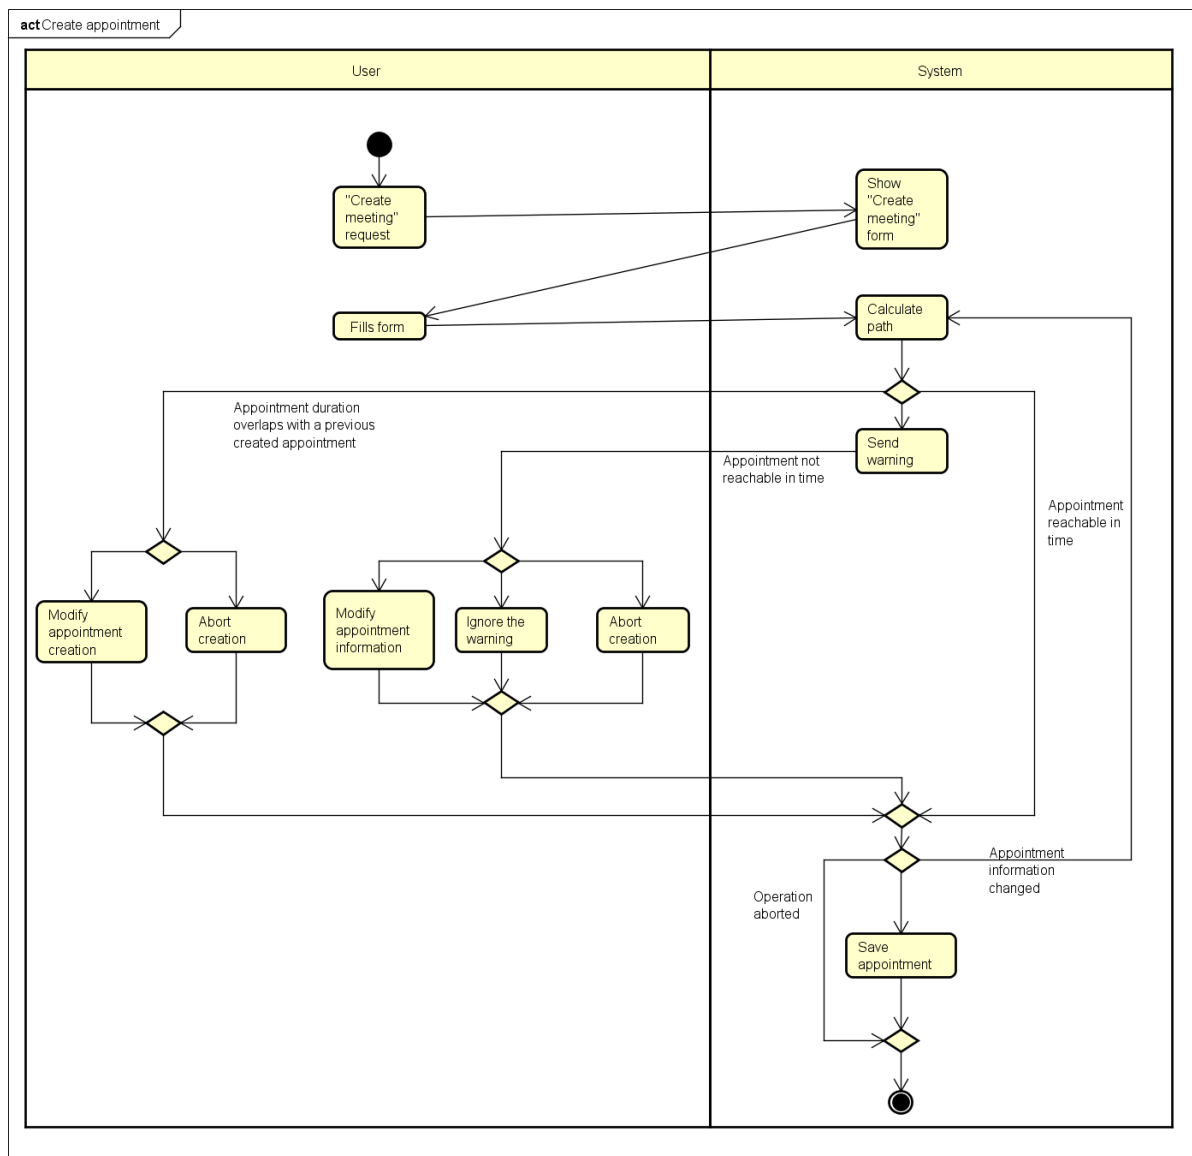 act Create appointment
User
System
"Create
meeting"
request
Show
"Create
meeting"
form
Fills form
Calculate
path
Appointment duration
overlaps with a previous
created appointment
Send
warning
Appointment not
reachable in time
Appointment
reachable in
time
Modify
appointment
creation
Abort
creation
Modify
appointment
information
Ignore the
warning
Abort
creation
Appointment
information
changed
Operation
aborted
Save
appointment